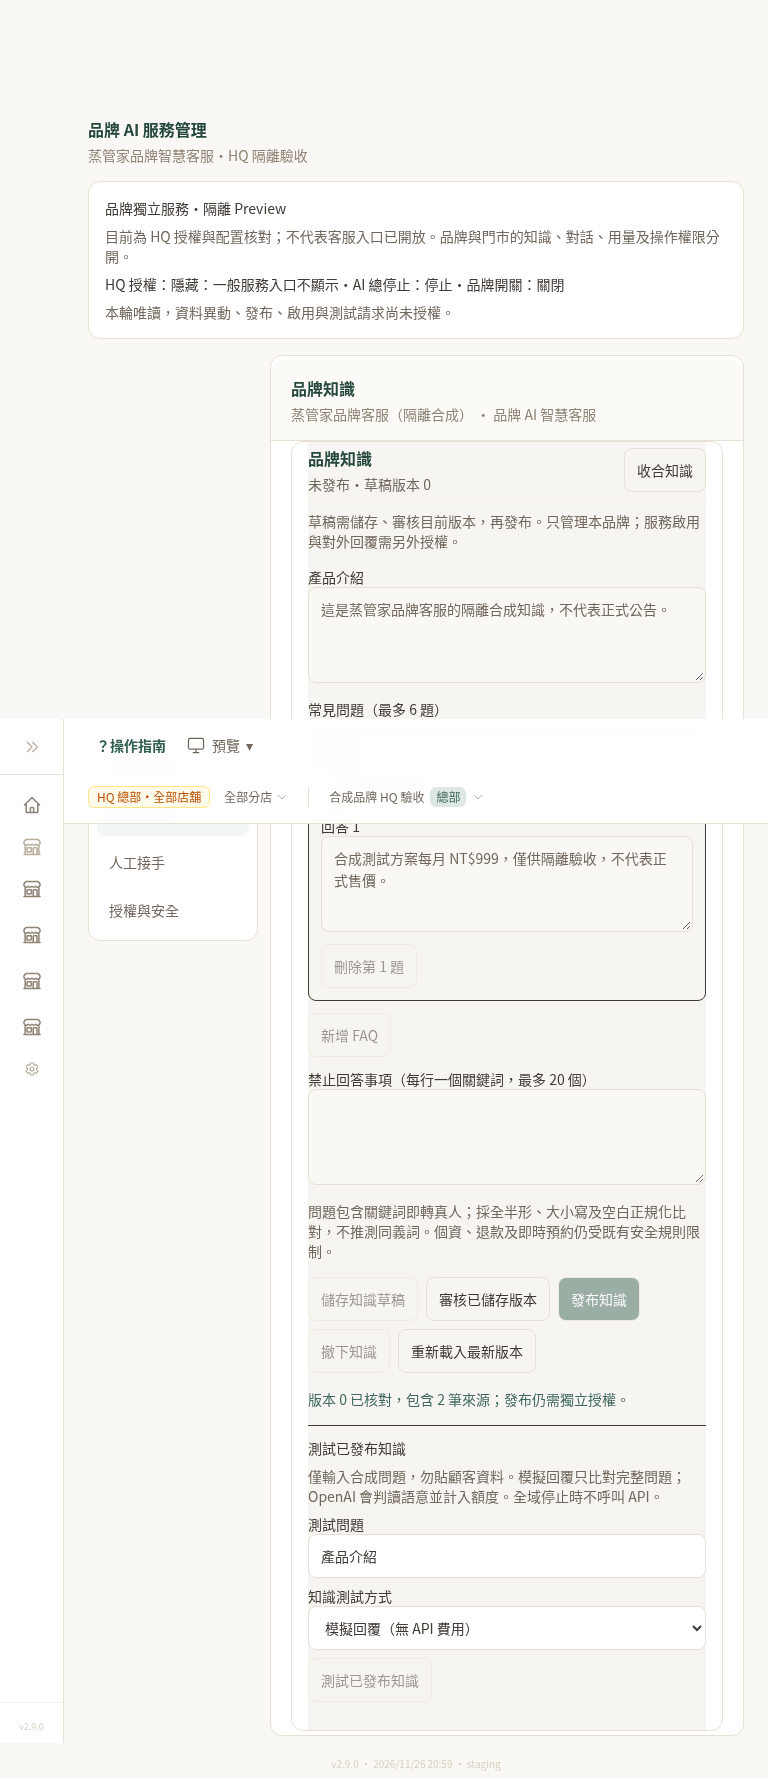 品牌 AI 服務管理
蒸管家品牌智慧客服・HQ 隔離驗收
品牌獨立服務・隔離 Preview
目前為 HQ 授權與配置核對；不代表客服入口已開放。品牌與門市的知識、對話、用量及操作權限分
開。
HQ 授權：隱藏：一般服務入口不顯示・AI 總停止：停止・品牌開關：關閉
本輪唯讀，資料異動、發布、啟用與測試請求尚未授權。
品牌知識
蒸管家品牌客服（隔離合成） ・ 品牌 AI 智慧客服
品牌知識
未發布・草稿版本 0
收合知識
草稿需儲存、審核目前版本，再發布。只管理本品牌；服務啟用
與對外回覆需另外授權。
產品介紹
這是蒸管家品牌客服的隔離合成知識，不代表正式公告。
常見問題（最多 6 題）
？操作指南
預覽 ▾
HQ 總部・全部店舖
全部分店
合成品牌 HQ 驗收 總部
回答 1
人工接手
合成測試方案每月 NT$999，僅供隔離驗收，不代表正
式售價。
授權與安全
刪除第 1 題
新增 FAQ
禁止回答事項（每行一個關鍵詞，最多 20 個）
問題包含關鍵詞即轉真人；採全半形、大小寫及空白正規化比
對，不推測同義詞。個資、退款及即時預約仍受既有安全規則限
制。
儲存知識草稿
審核已儲存版本
發布知識
撤下知識
重新載入最新版本
版本 0 已核對，包含 2 筆來源；發布仍需獨立授權。
測試已發布知識
僅輸入合成問題，勿貼顧客資料。模擬回覆只比對完整問題；
OpenAI 會判讀語意並計入額度。全域停止時不呼叫 API。
測試問題
產品介紹
知識測試方式
模擬回覆（無 API 費用）
測試已發布知識
v2.9.0
v2.9.0 ・ 2026/11/26 20:59 ・ staging